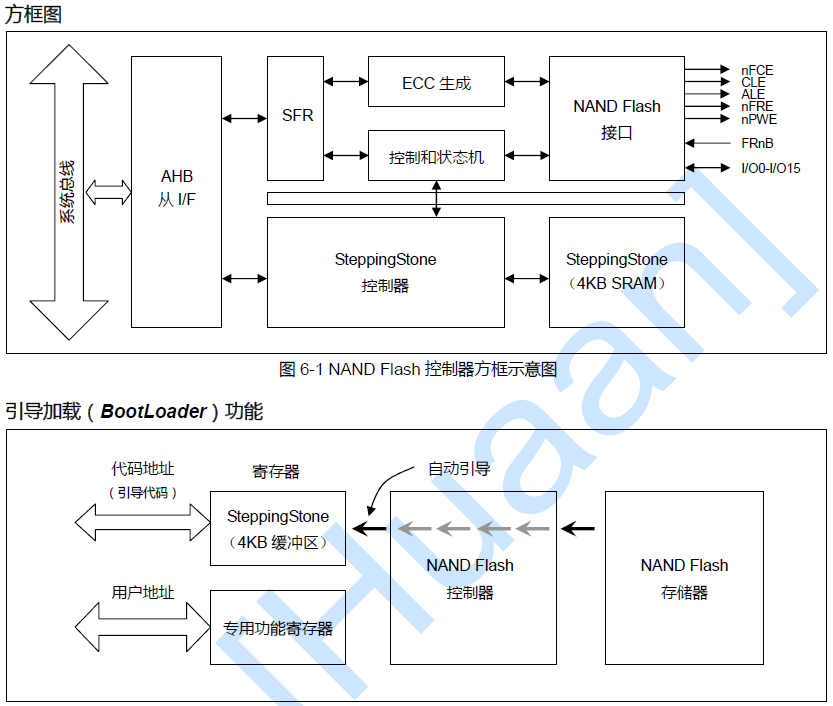 方框图
系统总线
AHB
从 I/F
SFR
ECC 生成
控制和状态机
NAND Flash
接口
nFCE
CLE
ALE
nFRE
nPWE
FRnB
I/O0-I/O15
SteppingStone
控制器
SteppingStone
（4KB SRAM）
图 6-1 NAND Flash 控制器方框示意图
引导加载（BootLoader）功能
代码地址
（引导代码）
寄存器
自动引导
SteppingStone
（4KB 缓冲区）
NAND Flash
控制器
NAND Flash
存储器
用户地址
专用功能寄存器
[Huaan]